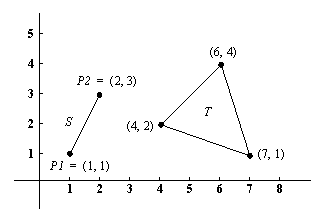 5
(6, 4)
4
P2 = (2, 3)
3
S
(4, 2)
T
2
1
(7, 1)
P1 = (1, 1)
1 2 3 4 5 6 7 8